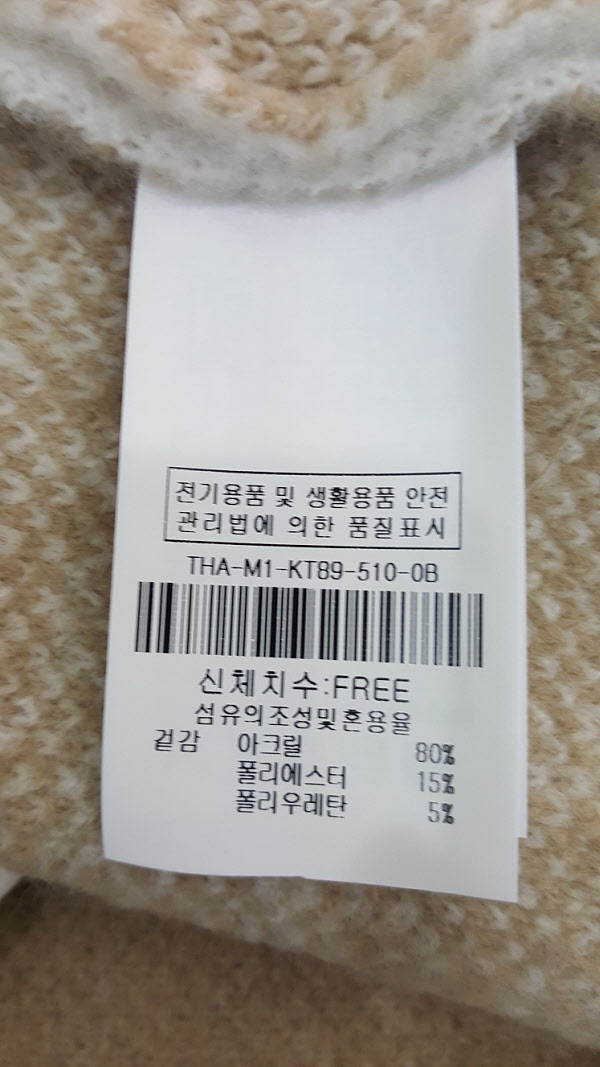 전기용품 및 생활용품 안전
관리법에 의한 품질표시
THA-M1-KT89-510-0B
신체치수:FREE
섬유의조성및혼용율
겉감 아크릴 80%
폴리에스터 15%
폴리우레탄 5%